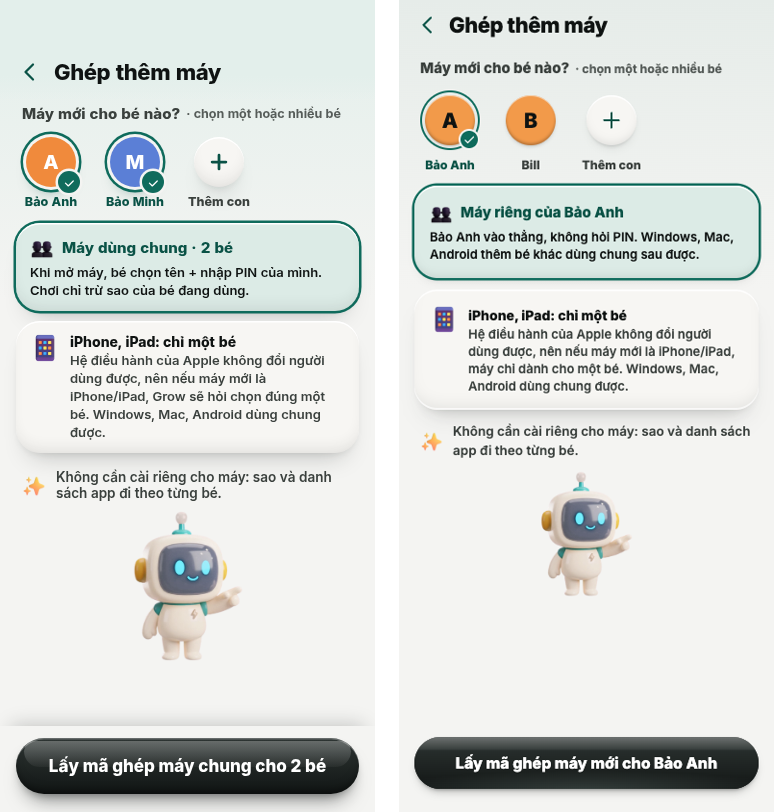 Ghép thêm máy
Máy mới cho bé nào? · chọn một hoặc nhiều bé
A
M
+
Bảo Anh
Bảo Minh
Thêm con
Máy dùng chung · 2 bé
Khi mở máy, bé chọn tên + nhập PIN của mình.
Chơi chỉ trừ sao của bé đang dùng.
iPhone, iPad: chỉ một bé
Hệ điều hành của Apple không đổi người
dùng được, nên nếu máy mới là
iPhone/iPad, Grow sẽ hỏi chọn đúng một
bé. Windows, Mac, Android dùng chung
được.
Không cần cài riêng cho máy: sao và danh
sách app đi theo từng bé.
Lấy mã ghép máy chung cho 2 bé
Ghép thêm máy
Máy mới cho bé nào? · chọn một hoặc nhiều bé
A
B
+
Bảo Anh
Bill
Thêm con
Máy riêng của Bảo Anh
Bảo Anh vào thẳng, không hỏi PIN. Windows, Mac,
Android thêm bé khác dùng chung sau được.
iPhone, iPad: chỉ một bé
Hệ điều hành của Apple không đổi người
dùng được, nên nếu máy mới là iPhone/iPad,
máy chỉ dành cho một bé. Windows, Mac,
Android dùng chung được.
Không cần cài riêng cho máy: sao và danh sách
app đi theo từng bé.
Lấy mã ghép máy mới cho Bảo Anh